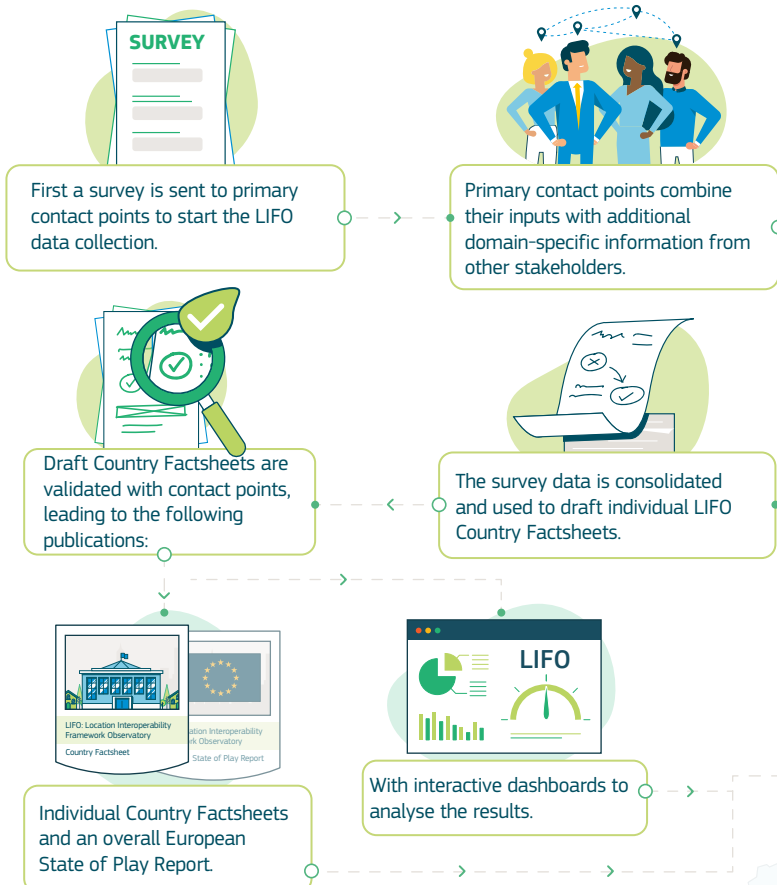 SURVEY
First a survey is sent to primary
contact points to start the LIFO
data collection.
Primary contact points combine
their inputs with additional
domain-specific information from
other stakeholders.
The survey data is consolidated
and used to draft individual LIFO
Country Factsheets.
Draft Country Factsheets are
validated with contact points,
leading to the following
publications:
LIFO: Location Interoperability
Framework Observatory
Country Factsheet
ation Interoperability
rk Observatory
State of Play Report
Individual Country Factsheets
and an overall European
State of Play Report.
LIFO
With interactive dashboards to
analyse the results.